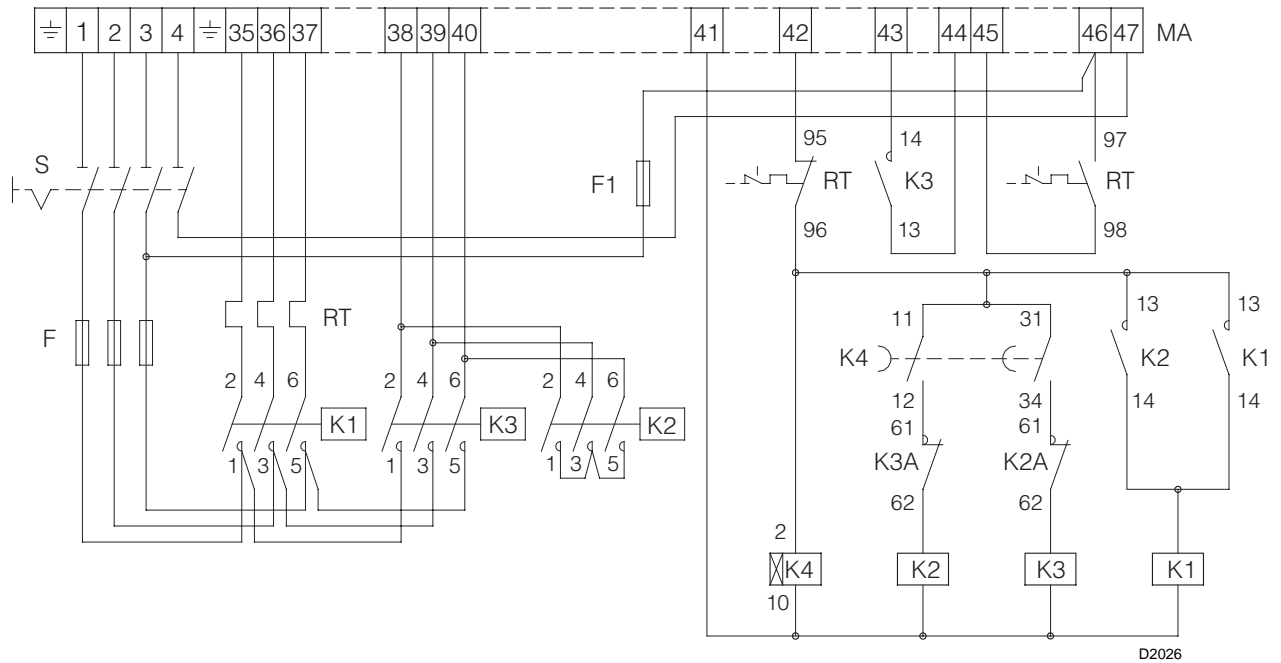 1 2 3 4 35 36 37 38 39 40 41 42 43 44 45 46 47 MA
95 14 97
S F1 RT K3 RT
96 13 98
F RT
11 31 13 13
K4 K2 K1
2 4 6 2 4 6 2 4 6 12 34 14 14
K1 K3 K2 61 61
1 3 5 1 3 5 1 3 5 K3A K2A
62 62
2
K4 K2 K3 K1
10
D2026